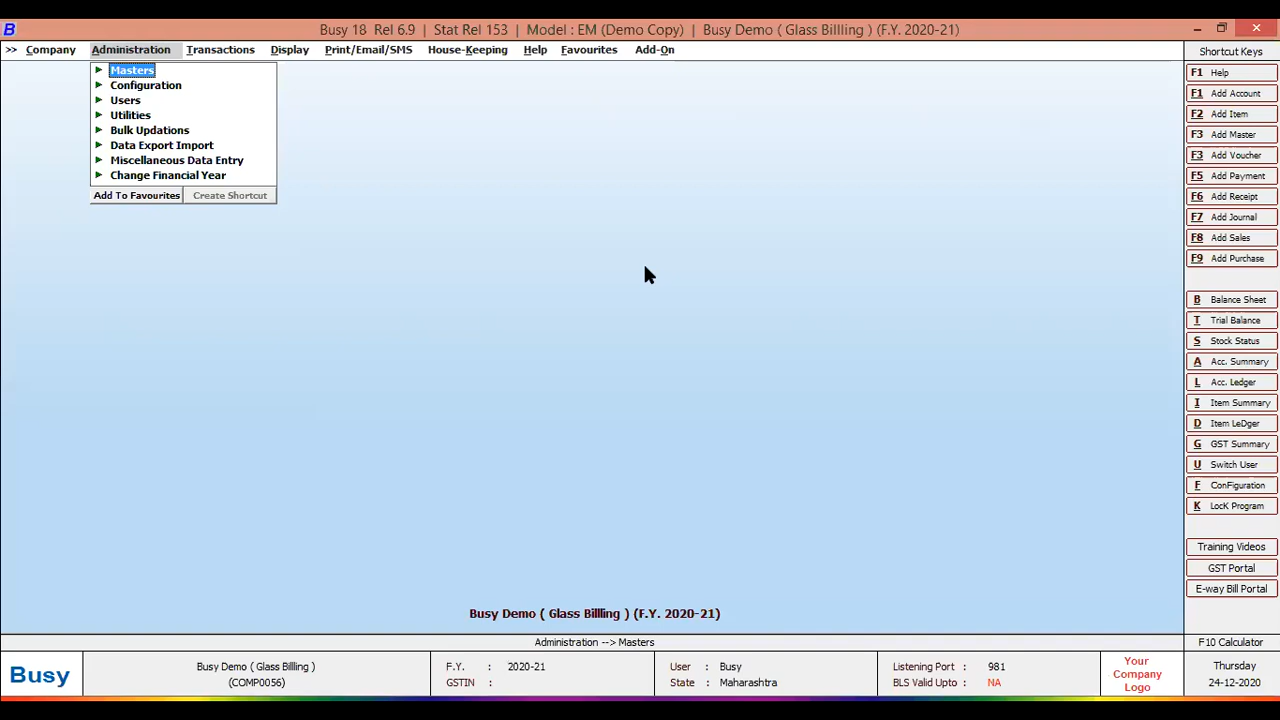 Busy 18 Rel 6.9 | Stat Rel 153 | Model : EM (Demo Copy) | Busy Demo ( Glass Billling ) (F.Y. 2020-21)
>> Company Administration Transactions Display Print/Email/SMS House-Keeping Help Favourites Add-On
Masters
Configuration
Users
Utilities
Bulk Updations
Data Export Import
Miscellaneous Data Entry
Change Financial Year
Add To Favourites Create Shortcut
Shortcut Keys
F1 Help
F1 Add Account
F2 Add Item
F3 Add Master
F3 Add Voucher
F5 Add Payment
F6 Add Receipt
F7 Add Journal
F8 Add Sales
F9 Add Purchase
B Balance Sheet
T Trial Balance
S Stock Status
A Acc. Summary
L Acc. Ledger
I Item Summary
D Item LeDger
G GST Summary
U Switch User
F ConFiguration
K LocK Program
Training Videos
GST Portal
E-way Bill Portal
Busy Demo ( Glass Billling ) (F.Y. 2020-21)
Administration --> Masters
F10 Calculator
Busy
Busy Demo ( Glass Billing )
(COMP0056)
F.Y. : 2020-21
GSTIN :
User : Busy
State : Maharashtra
Listening Port : 981
BLS Valid Upto : NA
Your
Company
Logo
Thursday
24-12-2020